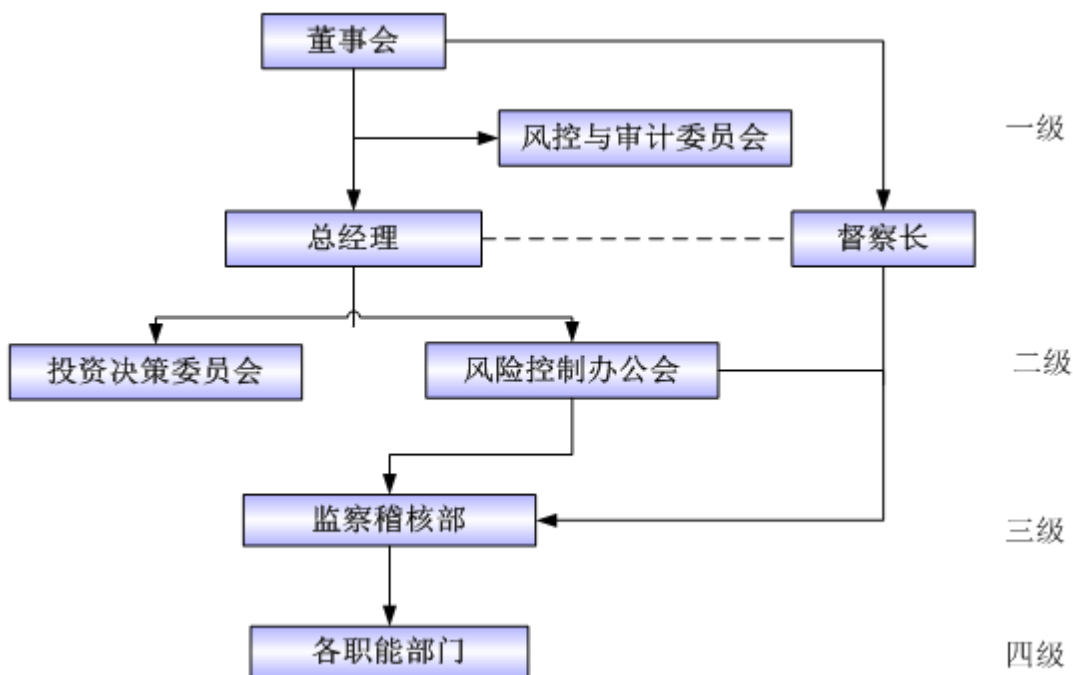 董事会
风控与审计委员会
一级
总经理
督察长
投资决策委员会
风险控制办公会
二级
监察稽核部
三级
各职能部门
四级